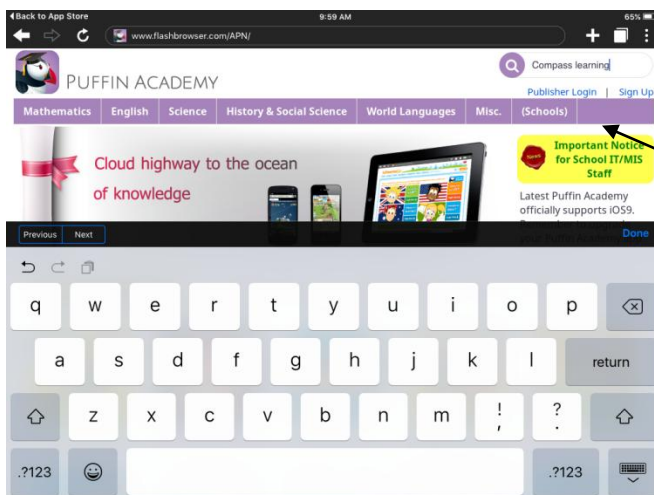 Back to App Store 9:59 AM 65%
www.flashbrowser.com/APN/
PUFFIN ACADEMY
Compass learning
Publisher Login | Sign Up
Mathematics English Science History & Social Science World Languages Misc. (Schools)
Cloud highway to the ocean
of knowledge
Important Notice
for School IT/MIS
Staff
Latest Puffin Academy
officially supports iOS9.
Previous Next Done
q w e r t y u i o p
a s d f g h j k l return
z x c v b n m ! , ? .
.?123 .?123